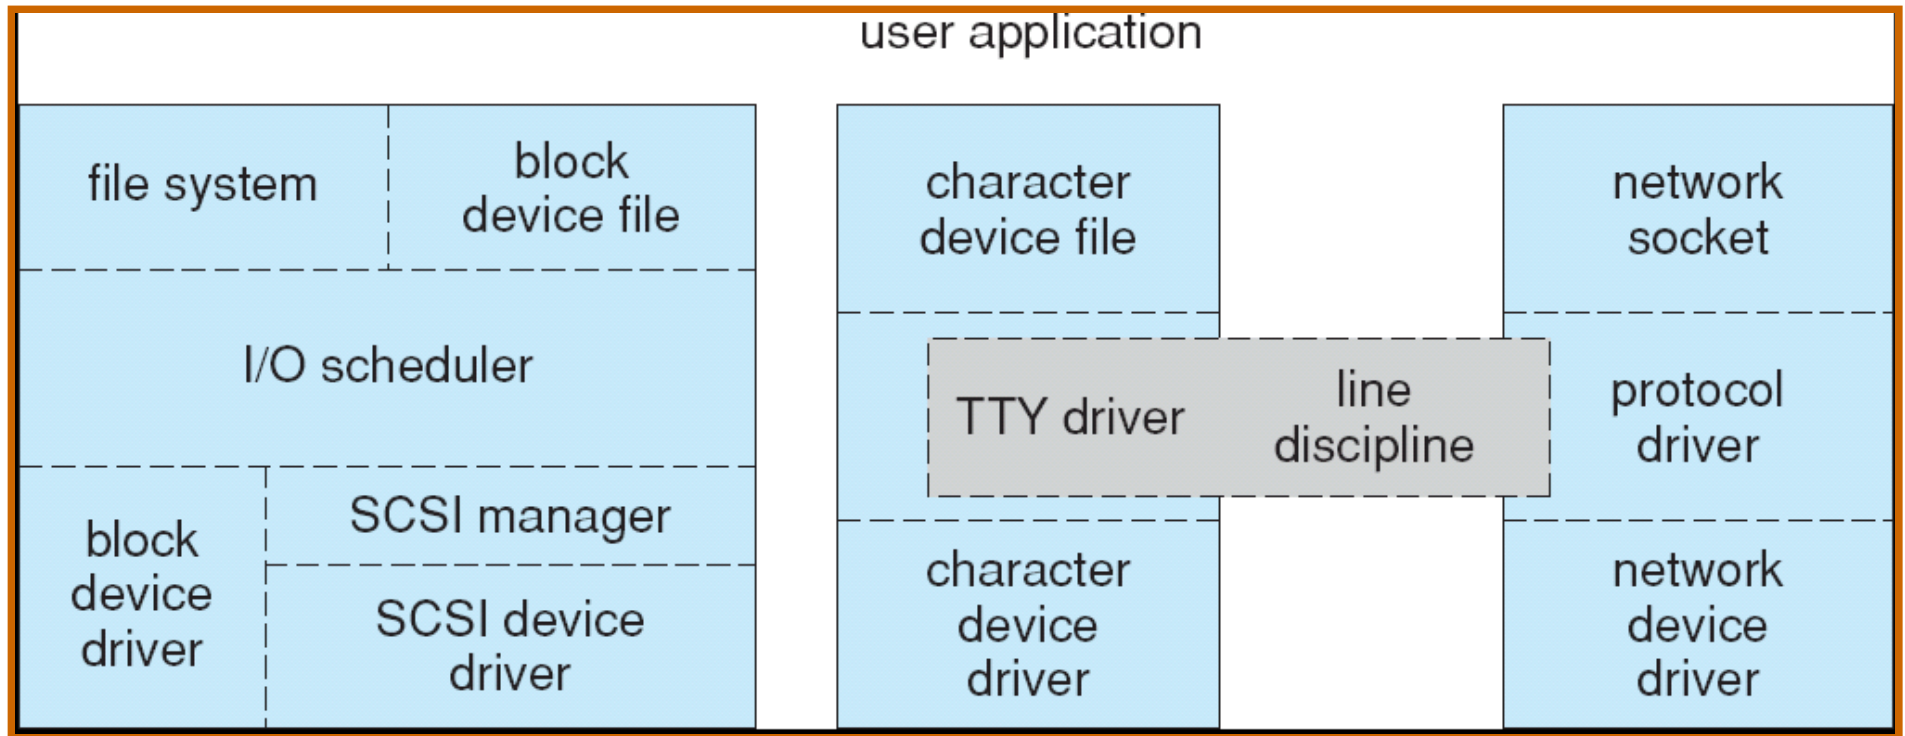 user application
file system
block
device file
I/O scheduler
block
device
driver
SCSI manager
SCSI device
driver
character
device file
TTY driver
line
discipline
character
device
driver
network
socket
protocol
driver
network
device
driver